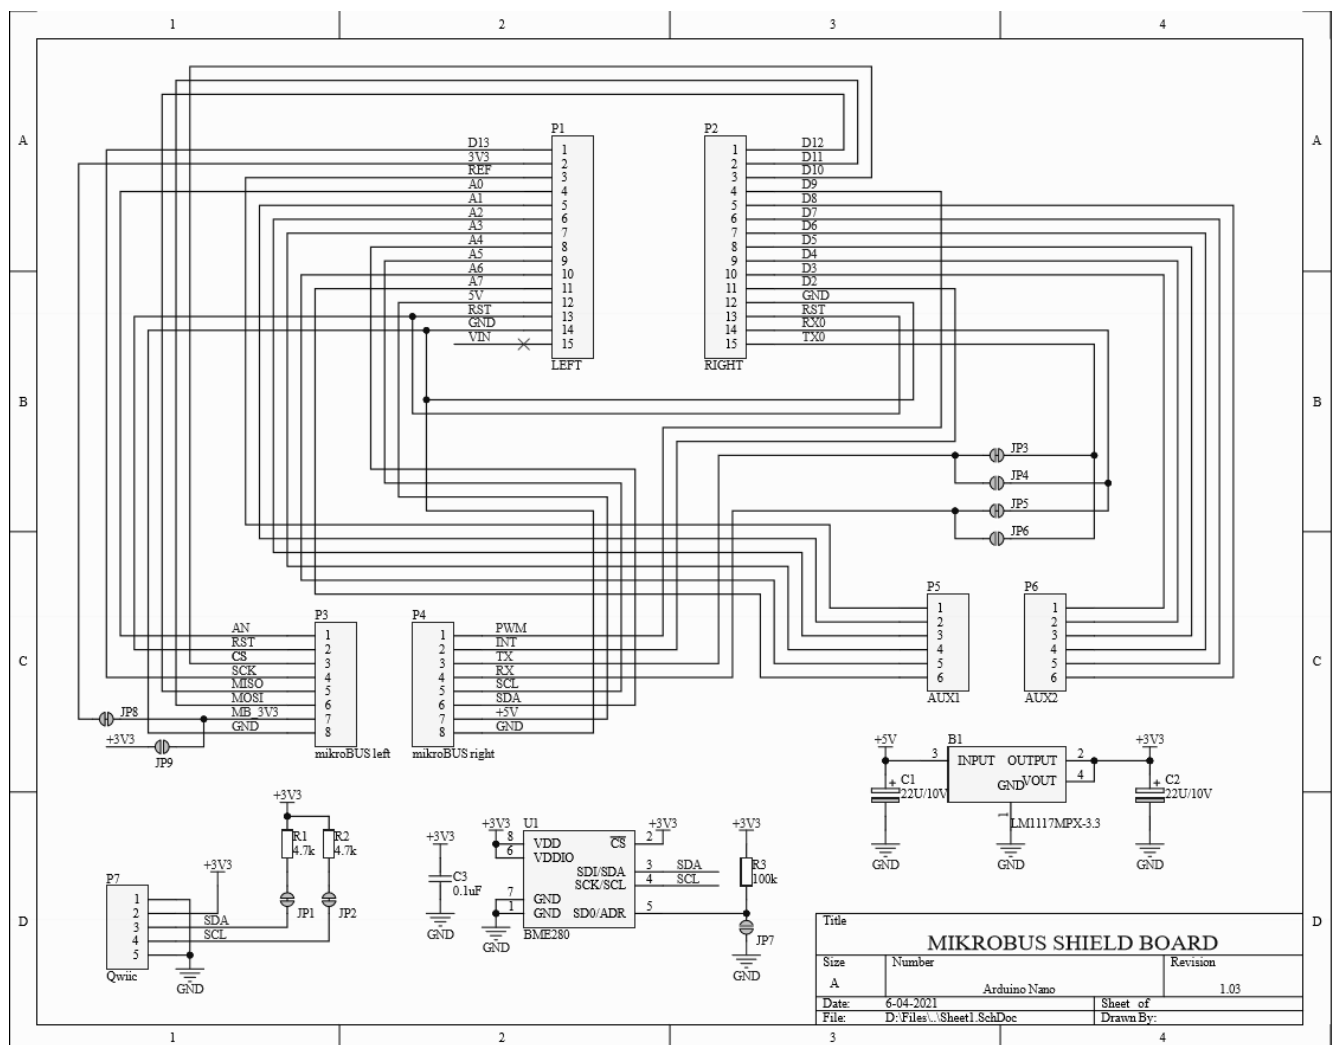 1 2 3 4
A A
P1 P2
D13 1 1 D12
3V3 2 2 D11
REF 3 3 D10
A0 4 4 D9
A1 5 5 D8
A2 6 6 D7
A3 7 7 D6
A4 8 8 D5
A5 9 9 D4
A6 10 10 D3
A7 11 11 D2
5V 12 12 GND
RST 13 13 RST
GND 14 14 RX0
VIN 15 15 TX0
LEFT RIGHT
B B
JP3
JP4
JP5
JP6
P5 P6
1 1
2 2
3 3
4 4
5 5
6 6
AUX1 AUX2
C C
P3 P4
AN 1 1 PWM
RST 2 2 INT
CS 3 3 TX
SCK 4 4 RX
MISO 5 5 SCL
MOSI 6 6 SDA
JP8 MB_3V3 7 7 +5V
GND 8 8 GND
+3V3
JP9
mikroBUS left mikroBUS right
+5V B1 +3V3
3 INPUT OUTPUT 2
GND VOUT 4
C1
22U/10V
C2
22U/10V
1
LM1117MPX-3.3
GND GND GND
+3V3
R1
4.7k
R2
4.7k
+3V3
P7
1
2
3 SDA
4 SCL
5
JP1 JP2
Qwiic
GND
+3V3
C3
0.1uF
GND
+3V3 U1 +3V3
8 VDD CS 2
6 VDDIO
SDI/SDA 3 SDA
SCK/SCL 4 SCL
7 GND
1 GND SD0/ADR 5
BME280
GND
+3V3
R3
100k
JP7
GND
D D
Title
MIKROBUS SHIELD BOARD
Size Number Revision
A Arduino Nano 1.03
Date: 6-04-2021 Sheet of
File: D:\Files\..\Sheet1.SchDoc Drawn By:
1 2 3 4